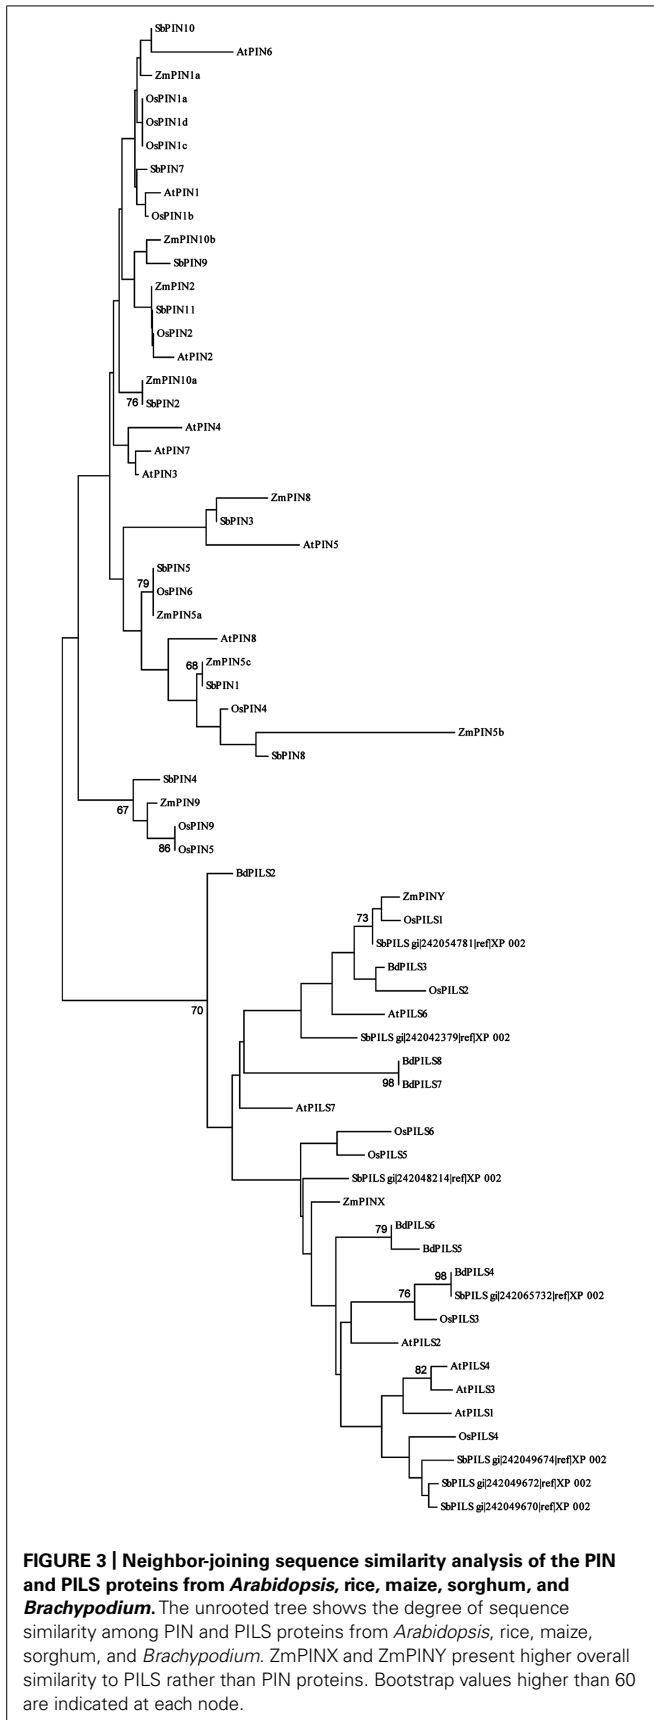 SbPIN10
AtPIN6
ZmPIN1a
OsPIN1a
OsPIN1d
OsPIN1c
SbPIN7
AtPIN1
OsPIN1b
ZmPIN10b
SbPIN9
ZmPIN2
SbPIN11
OsPIN2
AtPIN2
ZmPIN10a
76 SbPIN2
AtPIN4
AtPIN7
AtPIN3
ZmPIN8
SbPIN3
AtPIN5
SbPIN5
79 OsPIN6
ZmPIN5a
AtPIN8
68 ZmPIN5c
SbPIN1
OsPIN4
ZmPIN5b
SbPIN8
SbPIN4
67 ZmPIN9
OsPIN9
86 OsPIN5
BdPILS2
ZmPINY
73 OsPILS1
SbPILS gi|242054781|ref|XP 002
BdPILS3
OsPILS2
70 AtPILS6
SbPILS gi|242042379|ref|XP 002
BdPILS8
98 BdPILS7
AtPILS7
OsPILS6
OsPILS5
SbPILS gi|242048214|ref|XP 002
ZmPINX
79 BdPILS6
BdPILS5
98 BdPILS4
76 SbPILS gi|242065732|ref|XP 002
OsPILS3
AtPILS2
82 AtPILS4
AtPILS3
AtPILS1
OsPILS4
SbPILS gi|242049674|ref|XP 002
SbPILS gi|242049672|ref|XP 002
SbPILS gi|242049670|ref|XP 002
FIGURE 3 | Neighbor-joining sequence similarity analysis of the PIN
and PILS proteins from Arabidopsis, rice, maize, sorghum, and
Brachypodium. The unrooted tree shows the degree of sequence
similarity among PIN and PILS proteins from Arabidopsis, rice, maize,
sorghum, and Brachypodium. ZmPINX and ZmPINY present higher overall
similarity to PILS rather than PIN proteins. Bootstrap values higher than 60
are indicated at each node.